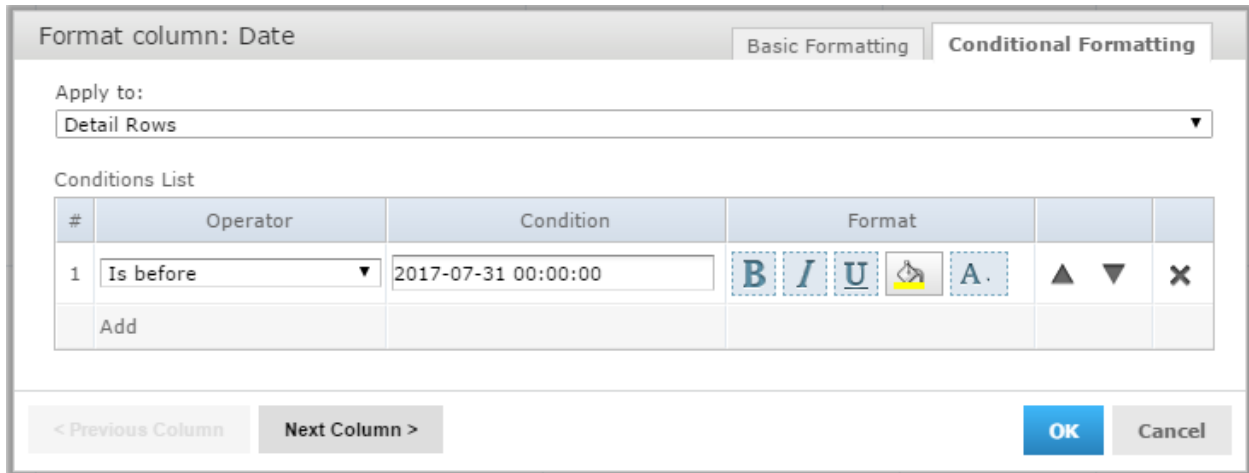 Format column: Date
Basic Formatting
Conditional Formatting
Apply to:
Detail Rows
Conditions List
# Operator Condition Format
1 Is before 2017-07-31 00:00:00 B I U A
Add
< Previous Column Next Column > OK Cancel